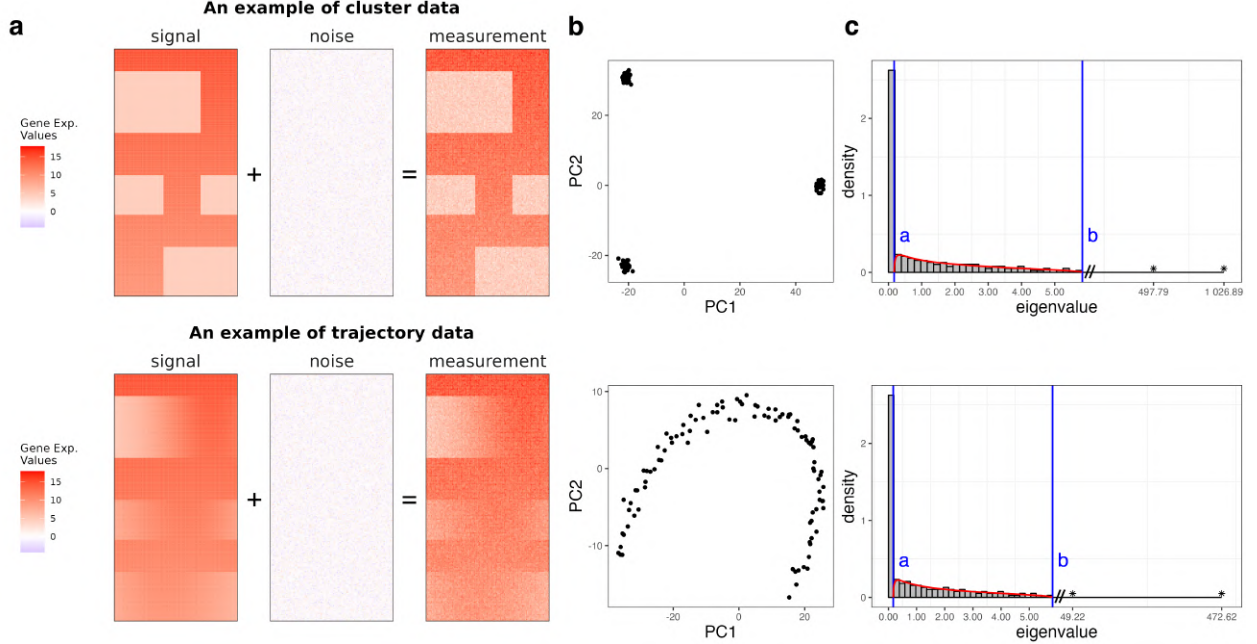 An example of cluster data
a
signal
noise
measurement
Gene Exp.
Values
15
10
5
0
+
=
b
PC2
20
0
-20
-20
0
20
40
PC1
c
density
2
1
0
a
b
0.00
1.00
2.00
3.00
4.00
5.00
497.79
1 026.89
eigenvalue
An example of trajectory data
signal
noise
measurement
Gene Exp.
Values
15
10
5
0
+
=
PC2
10
0
-10
-20
0
20
PC1
density
2
1
0
a
b
0.00
1.00
2.00
3.00
4.00
5.00
49.22
472.62
eigenvalue